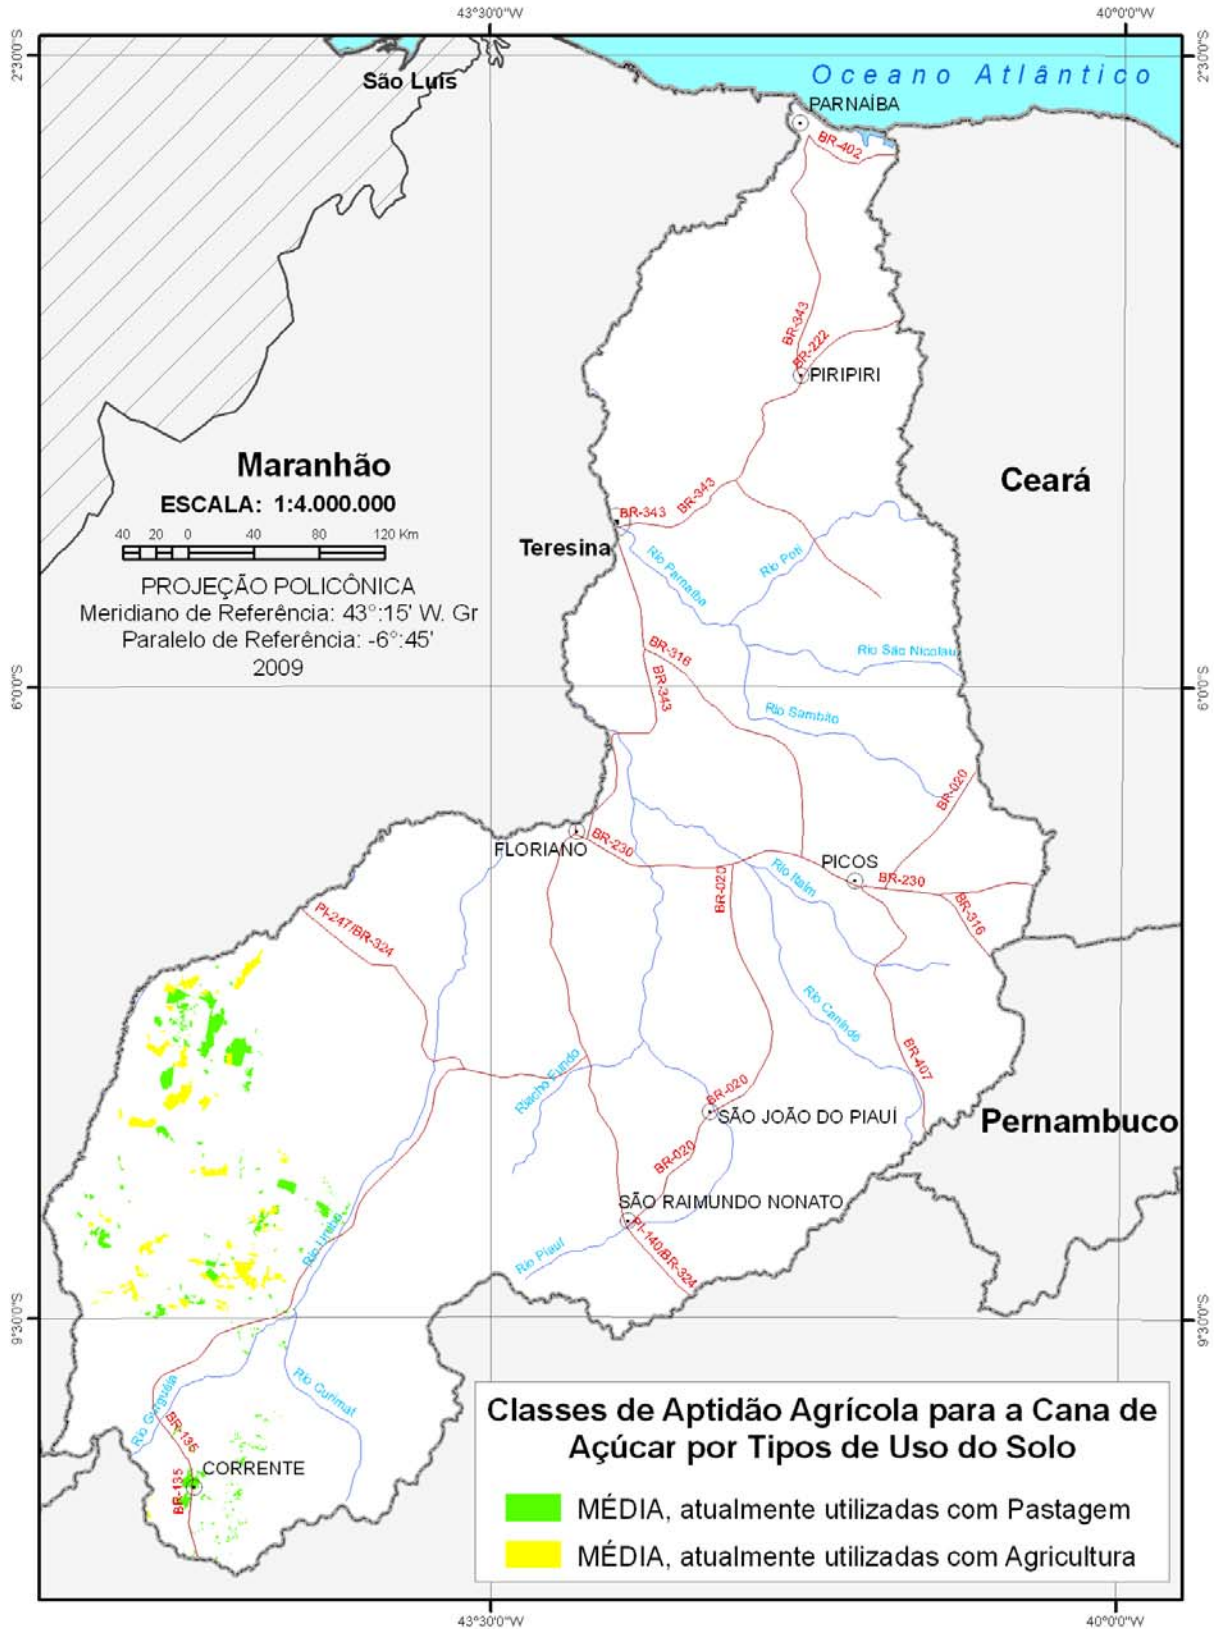 43°30'0"W
40°0'0"W
2°30'0"S
2°30'0"S
São Luís
Oceano Atlântico
PARNAÍBA
BR-402
BR-343
BR-222
PIRIPIRI
Maranhão
ESCALA: 1:4.000.000
40 20 0 40 80 120 Km
Ceará
BR-343
BR-343
Teresina
Rio Parnaíba
Rio Poti
PROJEÇÃO POLICÔNICA
Meridiano de Referência: 43°:15' W. Gr
Paralelo de Referência: -6°:45'
2009
BR-316
Rio São Nicolau
6°0'0"S
6°0'0"S
BR-343
Rio Sambito
BR-020
FLORIANO
BR-230
PICOS
Rio Itaim
BR-230
BR-020
BR-316
PI-247/BR-324
Rio Canindé
BR-407
Riacho Fundo
BR-020
SÃO JOÃO DO PIAUÍ
Pernambuco
BR-020
SÃO RAIMUNDO NONATO
PI-140/BR-324
Rio Piauí
9°30'0"S
9°30'0"S
Rio Curimat
BR-135
CORRENTE
BR-135
Classes de Aptidão Agrícola para a Cana de
Açúcar por Tipos de Uso do Solo
MÉDIA, atualmente utilizadas com Pastagem
MÉDIA, atualmente utilizadas com Agricultura
43°30'0"W
40°0'0"W